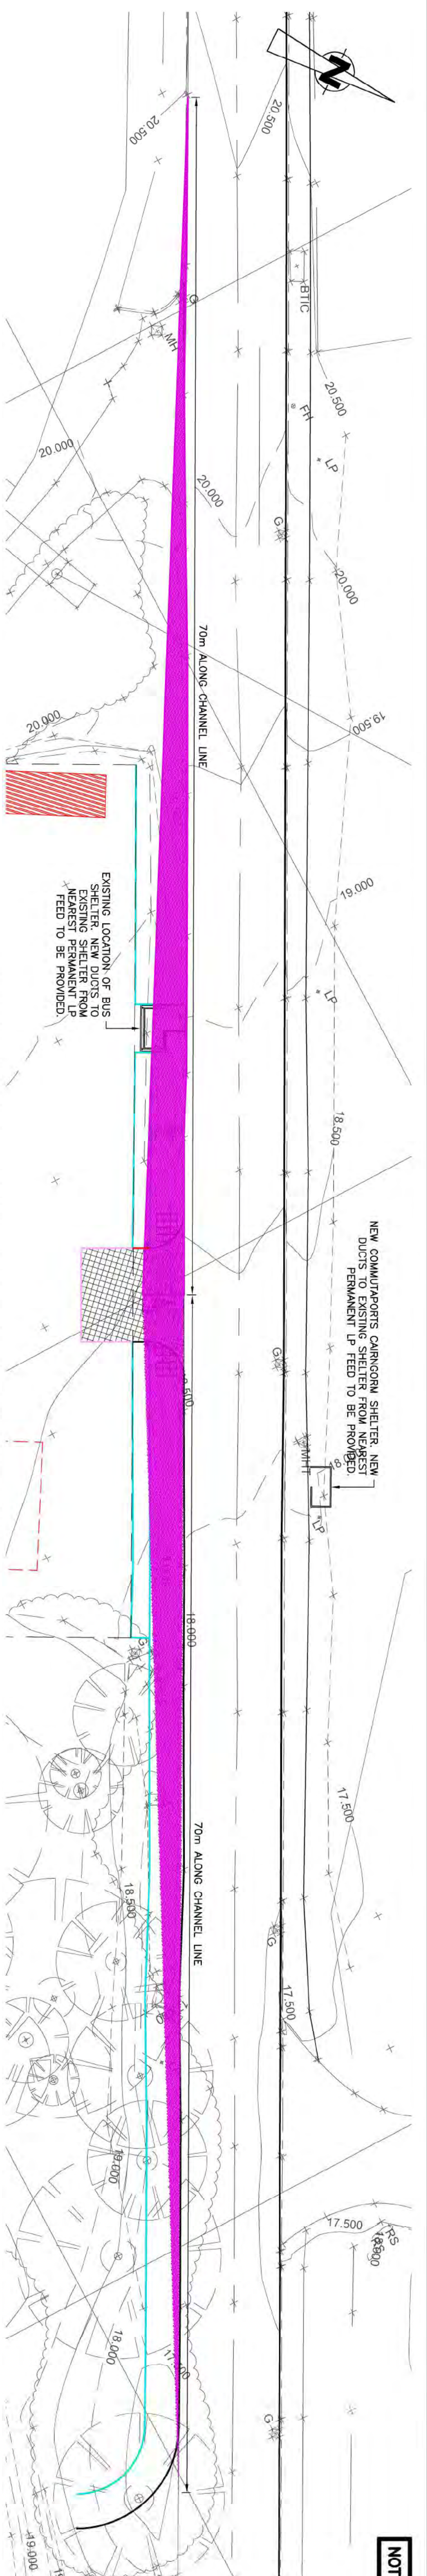 N
20.500
20.500
BTIC
G
MH
20.500
FH
LP
20.000
20.000
G
20.000
70m ALONG CHANNEL LINE
19.500
20.000
19.000
EXISTING LOCATION OF BUS
SHELTER. NEW DUCTS TO
EXISTING SHELTER FROM
NEAREST PERMANENT LP
FEED TO BE PROVIDED.
LP
18.500
NEW COMMUTAPORTS CAIRNGORM SHELTER. NEW
DUCTS TO EXISTING SHELTER FROM NEAREST
PERMANENT LP FEED TO BE PROVIDED.
G
LP
18.000
G
17.500
70m ALONG CHANNEL LINE
18.500
G
17.500
19.000
17.500
RS
18.000
G
19.000
NOT